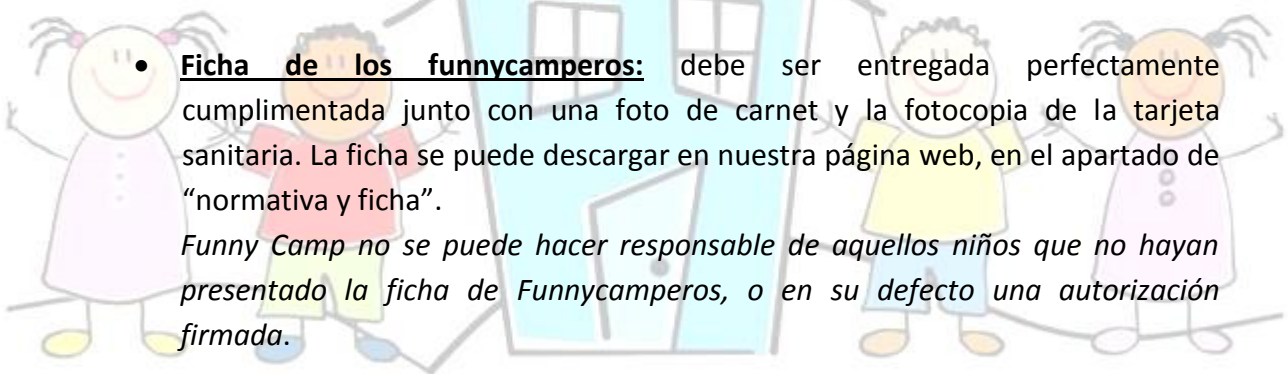 • Ficha de los funnycamperos: debe ser entregada perfectamente
cumplimentada junto con una foto de carnet y la fotocopia de la tarjeta
sanitaria. La ficha se puede descargar en nuestra página web, en el apartado de
“normativa y ficha”.
Funny Camp no se puede hacer responsable de aquellos niños que no hayan
presentado la ficha de Funnycamperos, o en su defecto una autorización
firmada.